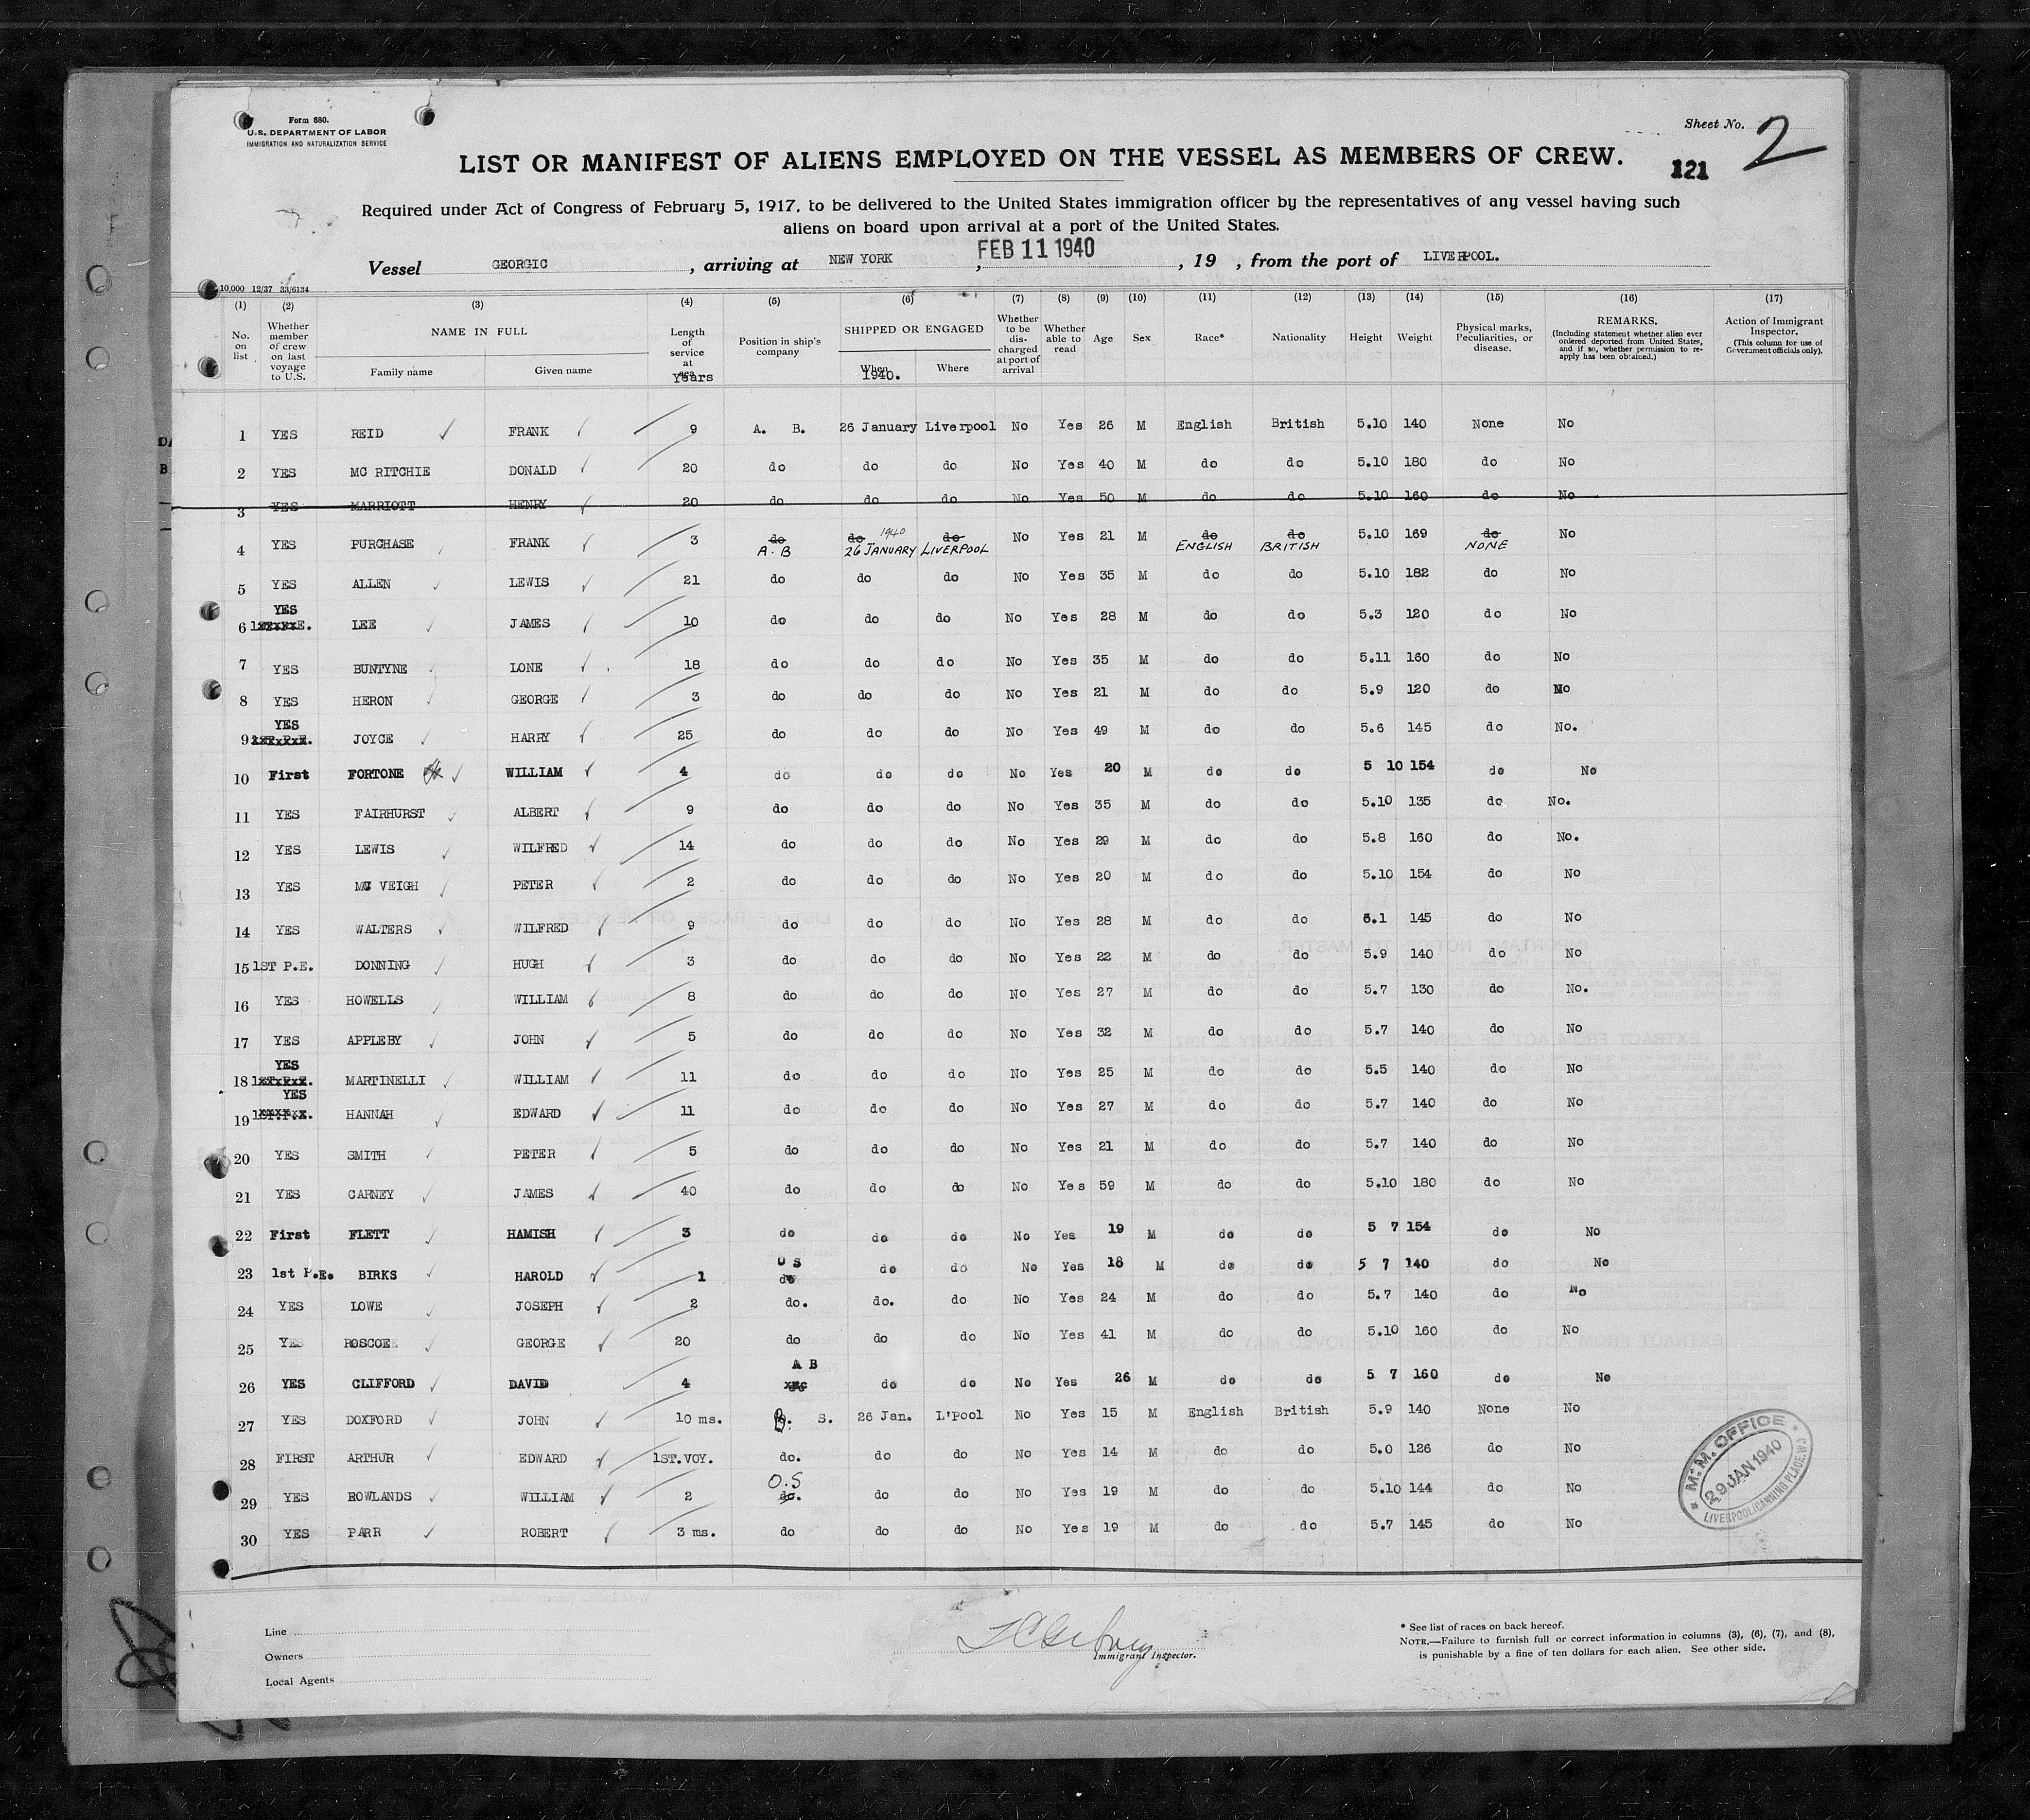 Form 680.
U.S. DEPARTMENT OF LABOR
IMMIGRATION AND NATURALIZATION SERVICE
Sheet No. 2
LIST OR MANIFEST OF ALIENS EMPLOYED ON THE VESSEL AS MEMBERS OF CREW.
121
Required under Act of Congress of February 5, 1917, to be delivered to the United States immigration officer by the representatives of any vessel having such
aliens on board upon arrival at a port of the United States.
Vessel GEORGIC, arriving at NEW YORK, FEB 11 1940, 19 , from the port of LIVERPOOL.
10,000 12/37 33/6134
(1) (2) (3) (4) (5) (6) (7) (8) (9) (10) (11) (12) (13) (14) (15) (16) (17)
No. on list
Whether member of crew on last voyage to U.S.
NAME IN FULL
Family name
Given name
Length of service at sea
Years
Position in ship's company
SHIPPED OR ENGAGED
When
1940.
Where
Whether to be discharged at port of arrival
Whether able to read
Age
Sex
Race*
Nationality
Height
Weight
Physical marks, Peculiarities, or disease.
REMARKS.
(Including statement whether alien ever ordered deported from United States, and if so, whether permission to re-apply has been obtained.)
Action of Immigrant Inspector.
(This column for use of Government officials only).
1 YES REID FRANK 9 A. B. 26 January Liverpool No Yes 26 M English British 5.10 140 None No
2 YES MC RITCHIE DONALD 20 do do do No Yes 40 M do do 5.10 180 do No
3 YES MARRIOTT HENRY 20 do do do No Yes 50 M do do 5.10 160 do No
4 YES PURCHASE FRANK 3 do A.B do 1940 26 JANUARY do LIVERPOOL No Yes 21 M do ENGLISH do BRITISH 5.10 169 do NONE No
5 YES ALLEN LEWIS 21 do do do No Yes 35 M do do 5.10 182 do No
6 YES LEE JAMES 10 do do do No Yes 28 M do do 5.3 120 do No
7 YES BUNTYNE LONE 18 do do do No Yes 35 M do do 5.11 160 do No
8 YES HERON GEORGE 3 do do do No Yes 21 M do do 5.9 120 do No
9 YES JOYCE HARRY 25 do do do No Yes 49 M do do 5.6 145 do No.
10 First FORTONE WILLIAM 4 do do do No Yes 20 M do do 5 10 154 do No
11 YES FAIRHURST ALBERT 9 do do do No Yes 35 M do do 5.10 135 do No.
12 YES LEWIS WILFRED 14 do do do No Yes 29 M do do 5.8 160 do No.
13 YES MC VEIGH PETER 2 do do do No Yes 20 M do do 5.10 154 do No
14 YES WALTERS WILFRED 9 do do do No Yes 28 M do do 6.1 145 do No
15 1ST P.E. DONNING HUGH 3 do do do No Yes 22 M do do 5.9 140 do No
16 YES HOWELLS WILLIAM 8 do do do No Yes 27 M do do 5.7 130 do No.
17 YES APPLEBY JOHN 5 do do do No Yes 32 M do do 5.7 140 do No
18 YES MARTINELLI WILLIAM 11 do do do No Yes 25 M do do 5.5 140 do No
19 YES HANNAH EDWARD 11 do do do No Yes 27 M do do 5.7 140 do No
20 YES SMITH PETER 5 do do do No Yes 21 M do do 5.7 140 do No
21 YES CARNEY JAMES 40 do do do No Yes 59 M do do 5.10 180 do No
22 First FLETT HAMISH 3 do do do No Yes 19 M do do 5 7 154 do No
23 1st P.E. BIRKS HAROLD 1 O S do do do No Yes 18 M do do 5 7 140 do No
24 YES LOWE JOSEPH 2 do. do. do No Yes 24 M do do 5.7 140 do No
25 YES ROSCOE GEORGE 20 do do do No Yes 41 M do do 5.10 160 do No
26 YES CLIFFORD DAVID 4 A B do do No Yes 26 M do do 5 7 160 do No
27 YES DOXFORD JOHN 10 ms. B. S. 26 Jan. L'Pool No Yes 15 M English British 5.9 140 None No
28 FIRST ARTHUR EDWARD 1ST.VOY. do. do do No Yes 14 M do do 5.0 126 do No
29 YES ROWLANDS WILLIAM 2 O.S do. do do No Yes 19 M do do 5.10 144 do No
30 YES PARR ROBERT 3 ms. do do do No Yes 19 M do do 5.7 145 do No
M.M. OFFICE
29 JAN 1940
LIVERPOOL (CANNING PLACE, W.)
Line
Owners
Local Agents
Immigrant Inspector.
* See list of races on back hereof.
NOTE.—Failure to furnish full or correct information in columns (3), (6), (7), and (8),
is punishable by a fine of ten dollars for each alien. See other side.